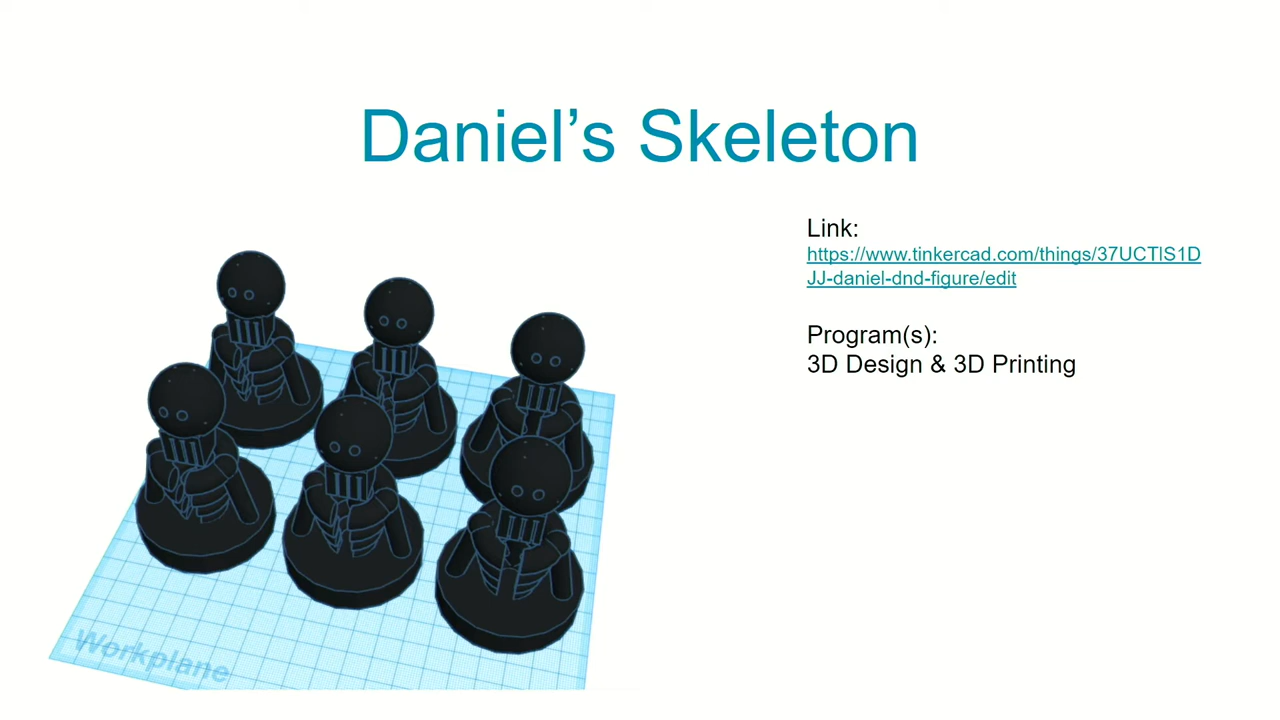 Daniel’s Skeleton
Link:
https://www.tinkercad.com/things/37UCTlS1D
JJ-daniel-dnd-figure/edit
Program(s):
3D Design & 3D Printing
Workplane